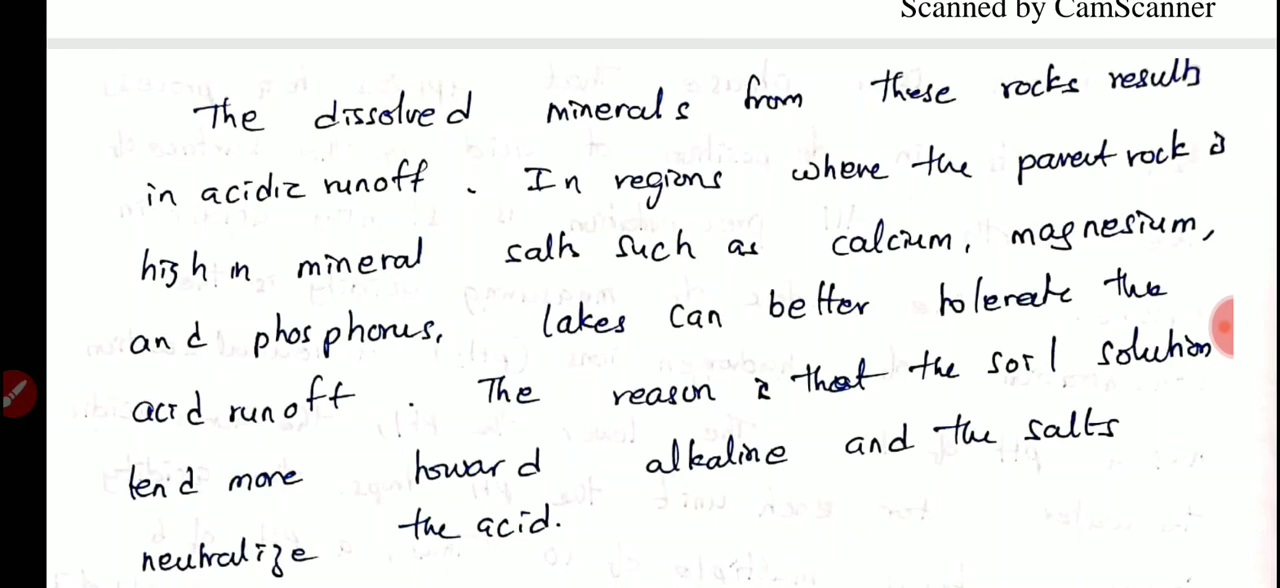 Scanned by CamScanner
The dissolved minerals from these rocks results
in acidic runoff. In regions where the parent rock is
high in mineral salts such as calcium, magnesium,
and phosphorus, lakes can better tolerate the
acid runoff. The reason is that the soil solution
tend more toward alkaline and the salts
neutralize the acid.